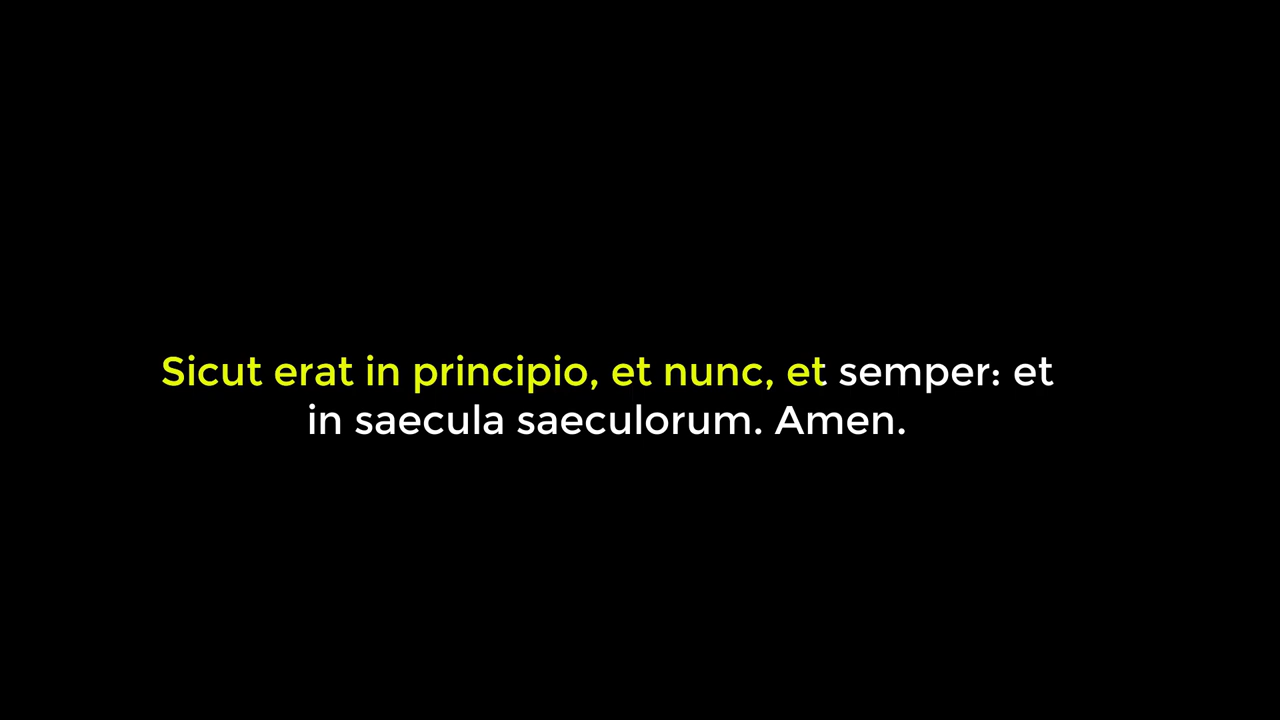 Sicut erat in principio, et nunc, et semper: et
in saecula saeculorum. Amen.